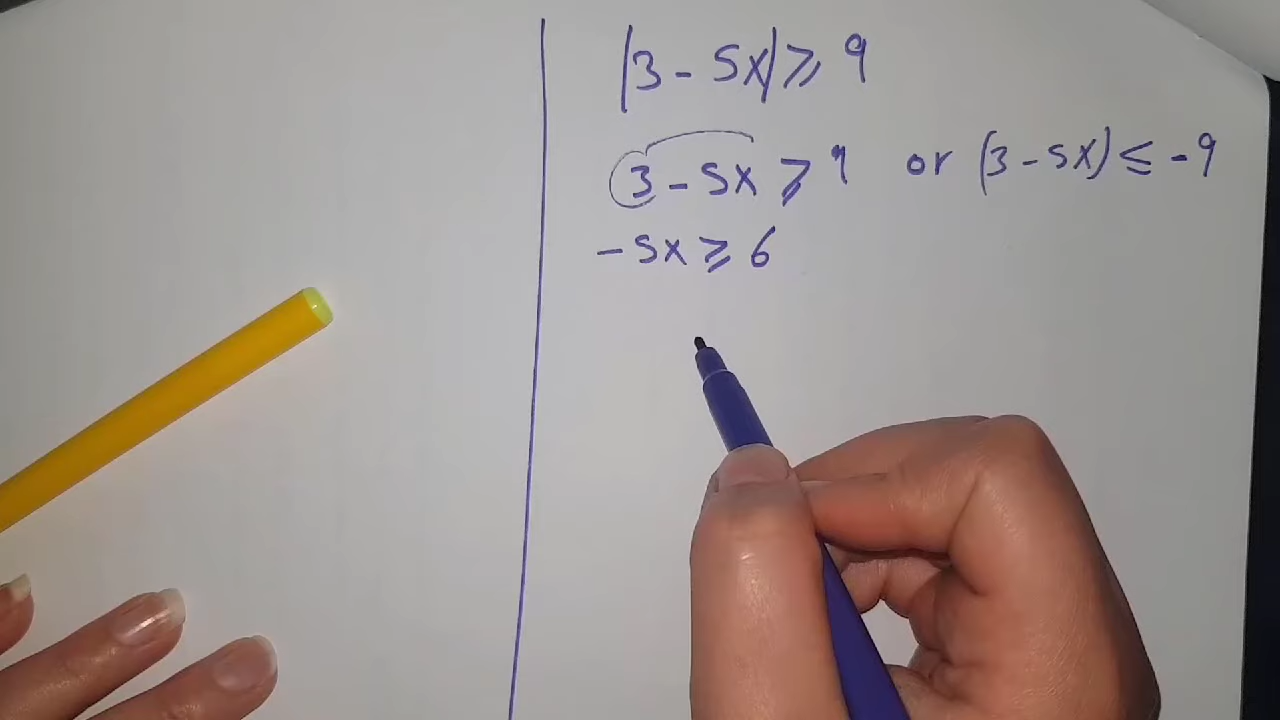 |3 - 5x| ≥ 9
3 - 5x ≥ 9 or (3 - 5x) ≤ -9
- 5x ≥ 6